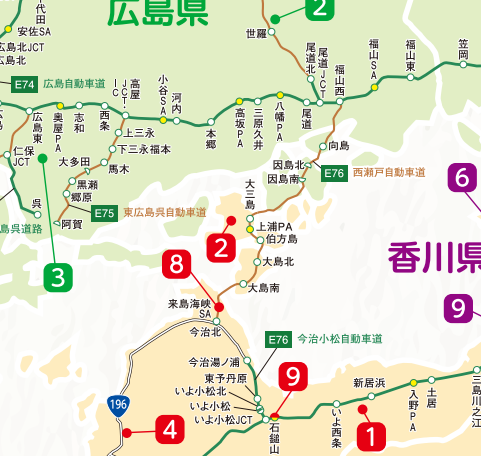 広島県
2
世羅
代田
安佐SA
広島北JCT
広島北
E74 広島自動車道
高屋JCT・IC
小谷SA
河内
本郷
高坂PA
三原久井
八幡PA
尾道
尾道北
尾道JCT
福山西
福山SA
福山東
笠岡
広島東
奥屋PA
志和
西条
上三永
下三永福本
馬木
大多田
黒瀬
郷原
阿賀
呉
仁保JCT
E75 東広島呉自動車道
島呉道路
3
向島
因島北
因島南
E76 西瀬戸自動車道
大三島
上浦PA
伯方島
大島北
大島南
2
8
来島海峡SA
今治北
6
香川県
9
E76 今治小松自動車道
今治湯ノ浦
東予丹原
いよ小松北
いよ小松
いよ小松JCT
9
石鎚山
いよ西条
新居浜
入野PA
土居
三島川之江
1
196
4